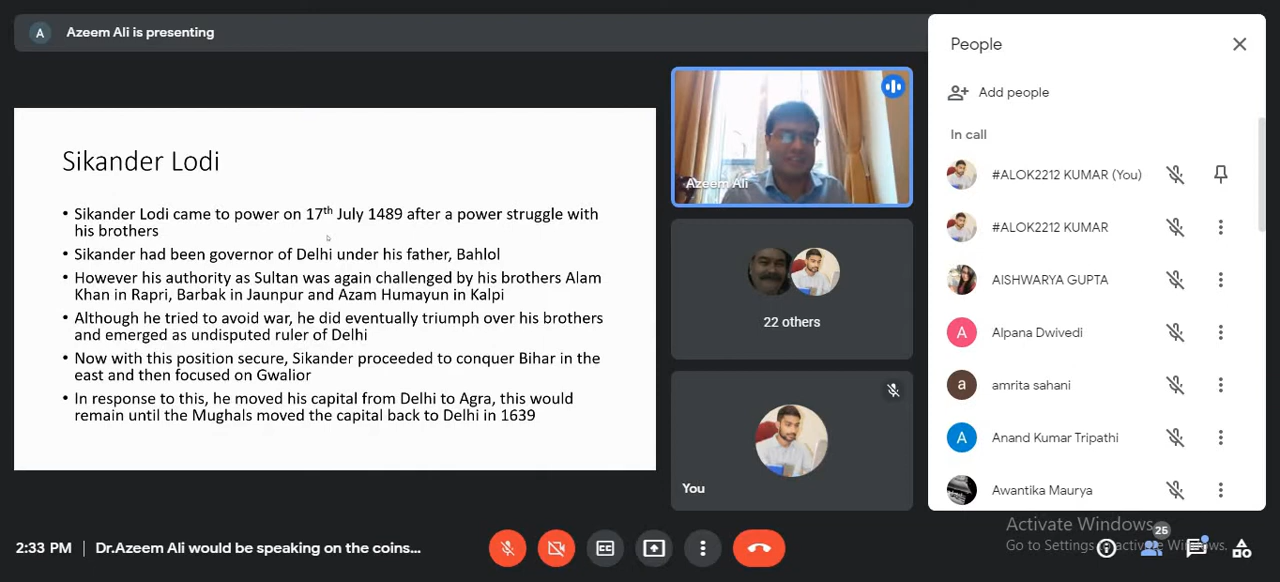 A
Azeem Ali is presenting
Sikander Lodi
• Sikander Lodi came to power on 17th July 1489 after a power struggle with
his brothers
• Sikander had been governor of Delhi under his father, Bahlol
• However his authority as Sultan was again challenged by his brothers Alam
Khan in Rapri, Barbak in Jaunpur and Azam Humayun in Kalpi
• Although he tried to avoid war, he did eventually triumph over his brothers
and emerged as undisputed ruler of Delhi
• Now with this position secure, Sikander proceeded to conquer Bihar in the
east and then focused on Gwalior
• In response to this, he moved his capital from Delhi to Agra, this would
remain until the Mughals moved the capital back to Delhi in 1639
Azeem Ali
22 others
You
People
Add people
In call
#ALOK2212 KUMAR (You)
#ALOK2212 KUMAR
AISHWARYA GUPTA
A
Alpana Dwivedi
a
amrita sahani
A
Anand Kumar Tripathi
Awantika Maurya
2:33 PM | Dr.Azeem Ali would be speaking on the coins...
CC
25
Activate Windows
Go to Settings to activate Windows.